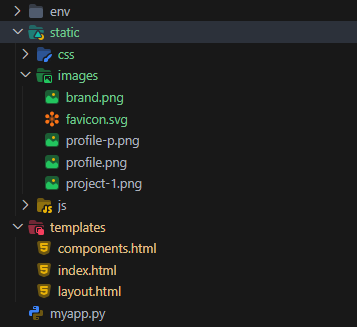 env
static
css
images
brand.png
favicon.svg
profile-p.png
profile.png
project-1.png
js
templates
components.html
index.html
layout.html
myapp.py